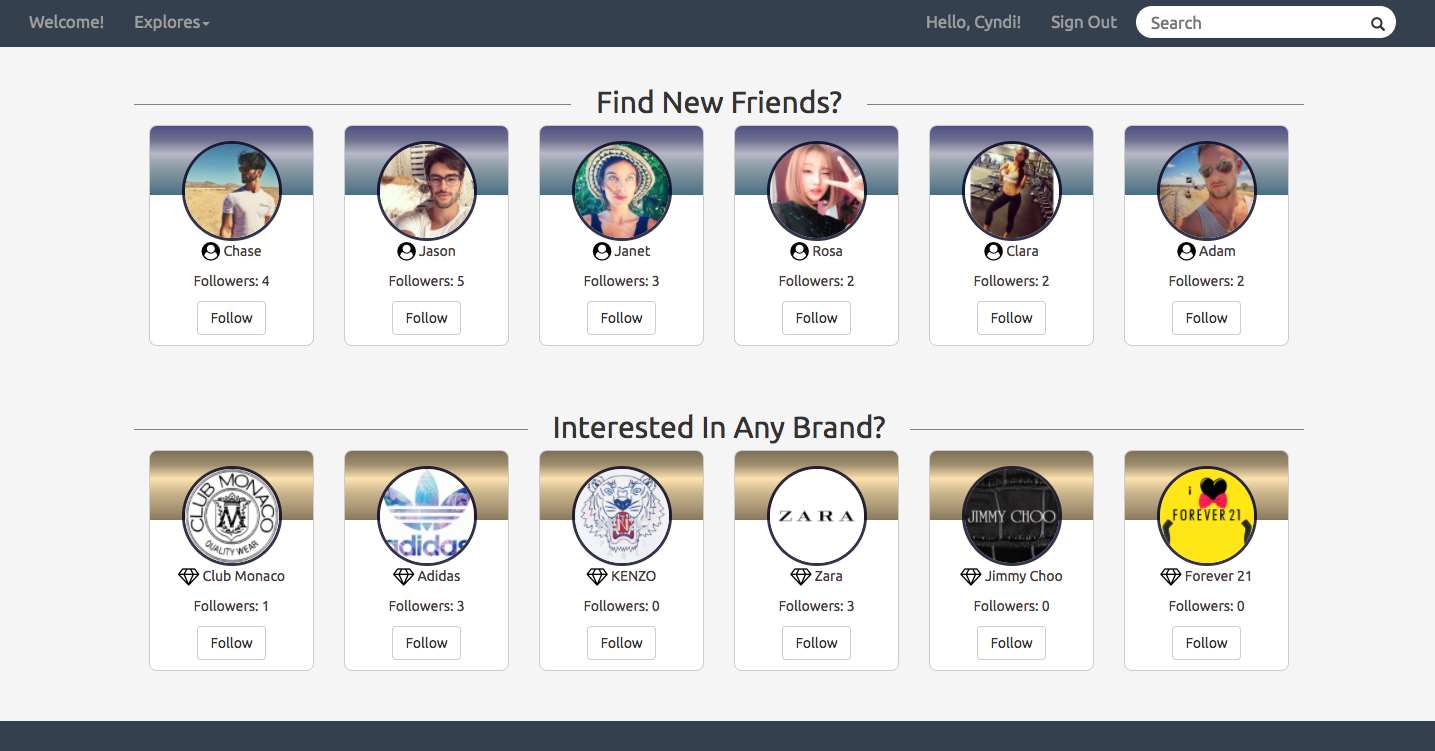 Welcome! Explores Hello, Cyndi! Sign Out Search
Find New Friends?
Chase Jason Janet Rosa Clara Adam
Followers: 4 Followers: 5 Followers: 3 Followers: 2 Followers: 2 Followers: 2
Follow Follow Follow Follow Follow Follow
Interested In Any Brand?
CLUB MONACO
M
QUALITY WEAR
adidas
N
ZARA
JIMMY CHOO
i
FOREVER 21
Club Monaco Adidas KENZO Zara Jimmy Choo Forever 21
Followers: 1 Followers: 3 Followers: 0 Followers: 3 Followers: 0 Followers: 0
Follow Follow Follow Follow Follow Follow